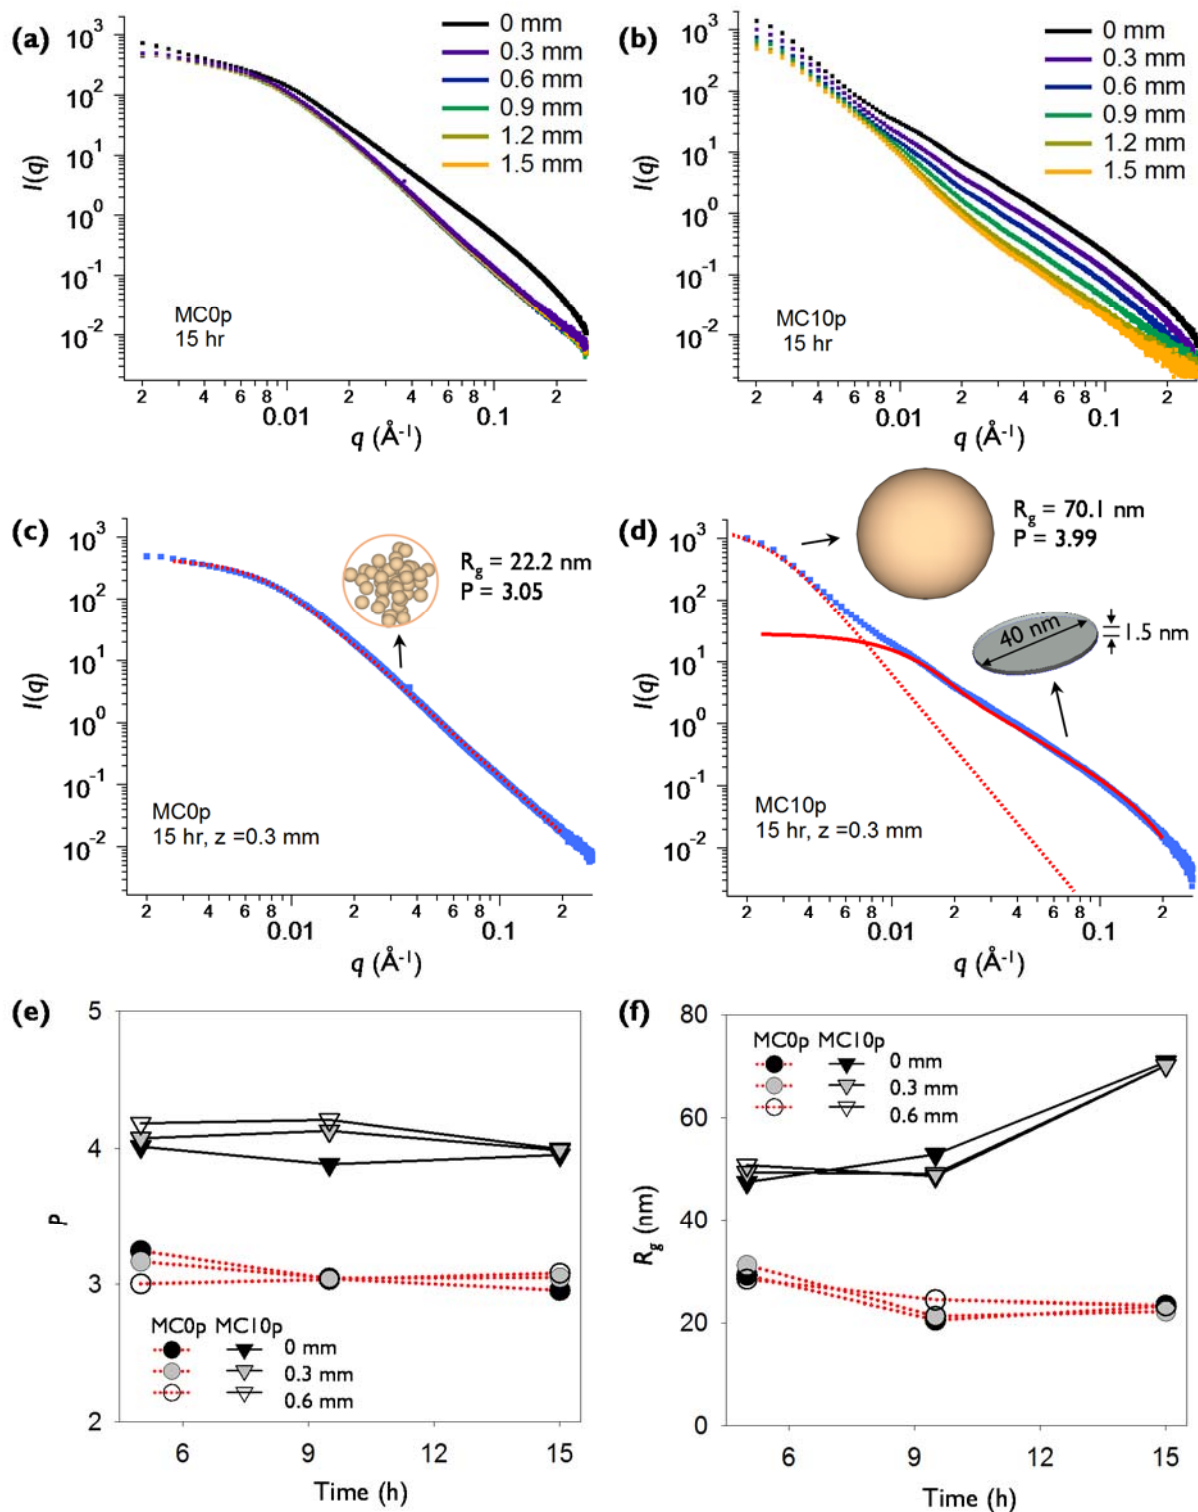 (a)
10³
10²
10¹
10⁰
10⁻¹
10⁻²
I(q)
0 mm
0.3 mm
0.6 mm
0.9 mm
1.2 mm
1.5 mm
MC0p
15 hr
2 4 6 8 2 4 6 8 2
0.01 0.1
q (Å⁻¹)
(b)
10³
10²
10¹
10⁰
10⁻¹
10⁻²
I(q)
0 mm
0.3 mm
0.6 mm
0.9 mm
1.2 mm
1.5 mm
MC10p
15 hr
2 4 6 8 2 4 6 8 2
0.01 0.1
q (Å⁻¹)
(c)
10³
10²
10¹
10⁰
10⁻¹
10⁻²
I(q)
Rg = 22.2 nm
P = 3.05
MC0p
15 hr, z =0.3 mm
2 4 6 8 2 4 6 8 2
0.01 0.1
q (Å⁻¹)
(d)
10³
10²
10¹
10⁰
10⁻¹
10⁻²
I(q)
Rg = 70.1 nm
P = 3.99
40 nm
1.5 nm
MC10p
15 hr, z =0.3 mm
2 4 6 8 2 4 6 8 2
0.01 0.1
q (Å⁻¹)
(e)
5
4
3
2
P
MC0p MC10p
0 mm
0.3 mm
0.6 mm
6 9 12 15
Time (h)
(f)
80
60
40
20
0
Rg (nm)
MC0p MC10p
0 mm
0.3 mm
0.6 mm
6 9 12 15
Time (h)